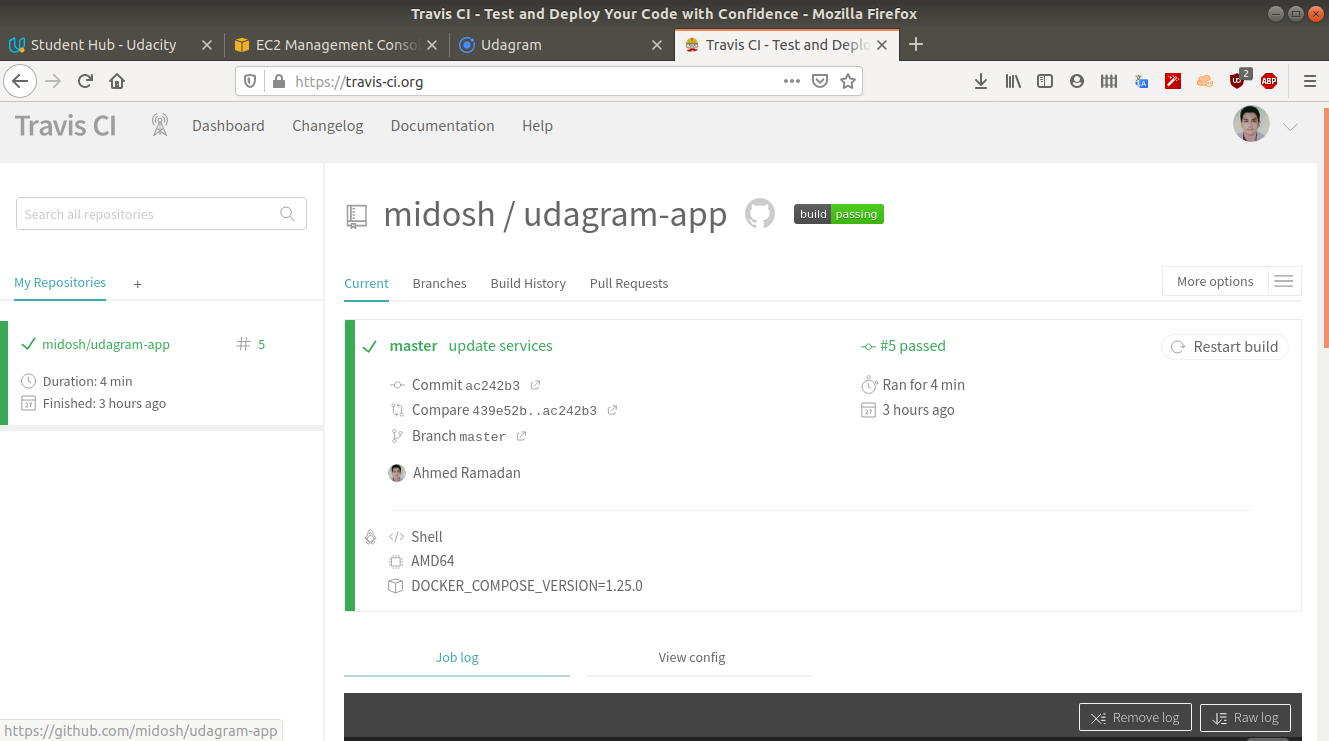 Travis CI - Test and Deploy Your Code with Confidence - Mozilla Firefox
Student Hub - Udacity
EC2 Management Conso
Udagram
Travis CI - Test and Deplo
https://travis-ci.org
2
ABP
Travis CI
Dashboard
Changelog
Documentation
Help
Search all repositories
midosh / udagram-app
build passing
My Repositories
+
Current
Branches
Build History
Pull Requests
More options
midosh/udagram-app
# 5
Duration: 4 min
Finished: 3 hours ago
master update services
#5 passed
Restart build
Commit ac242b3
Ran for 4 min
Compare 439e52b..ac242b3
3 hours ago
Branch master
Ahmed Ramadan
Shell
AMD64
DOCKER_COMPOSE_VERSION=1.25.0
Job log
View config
Remove log
Raw log
https://github.com/midosh/udagram-app